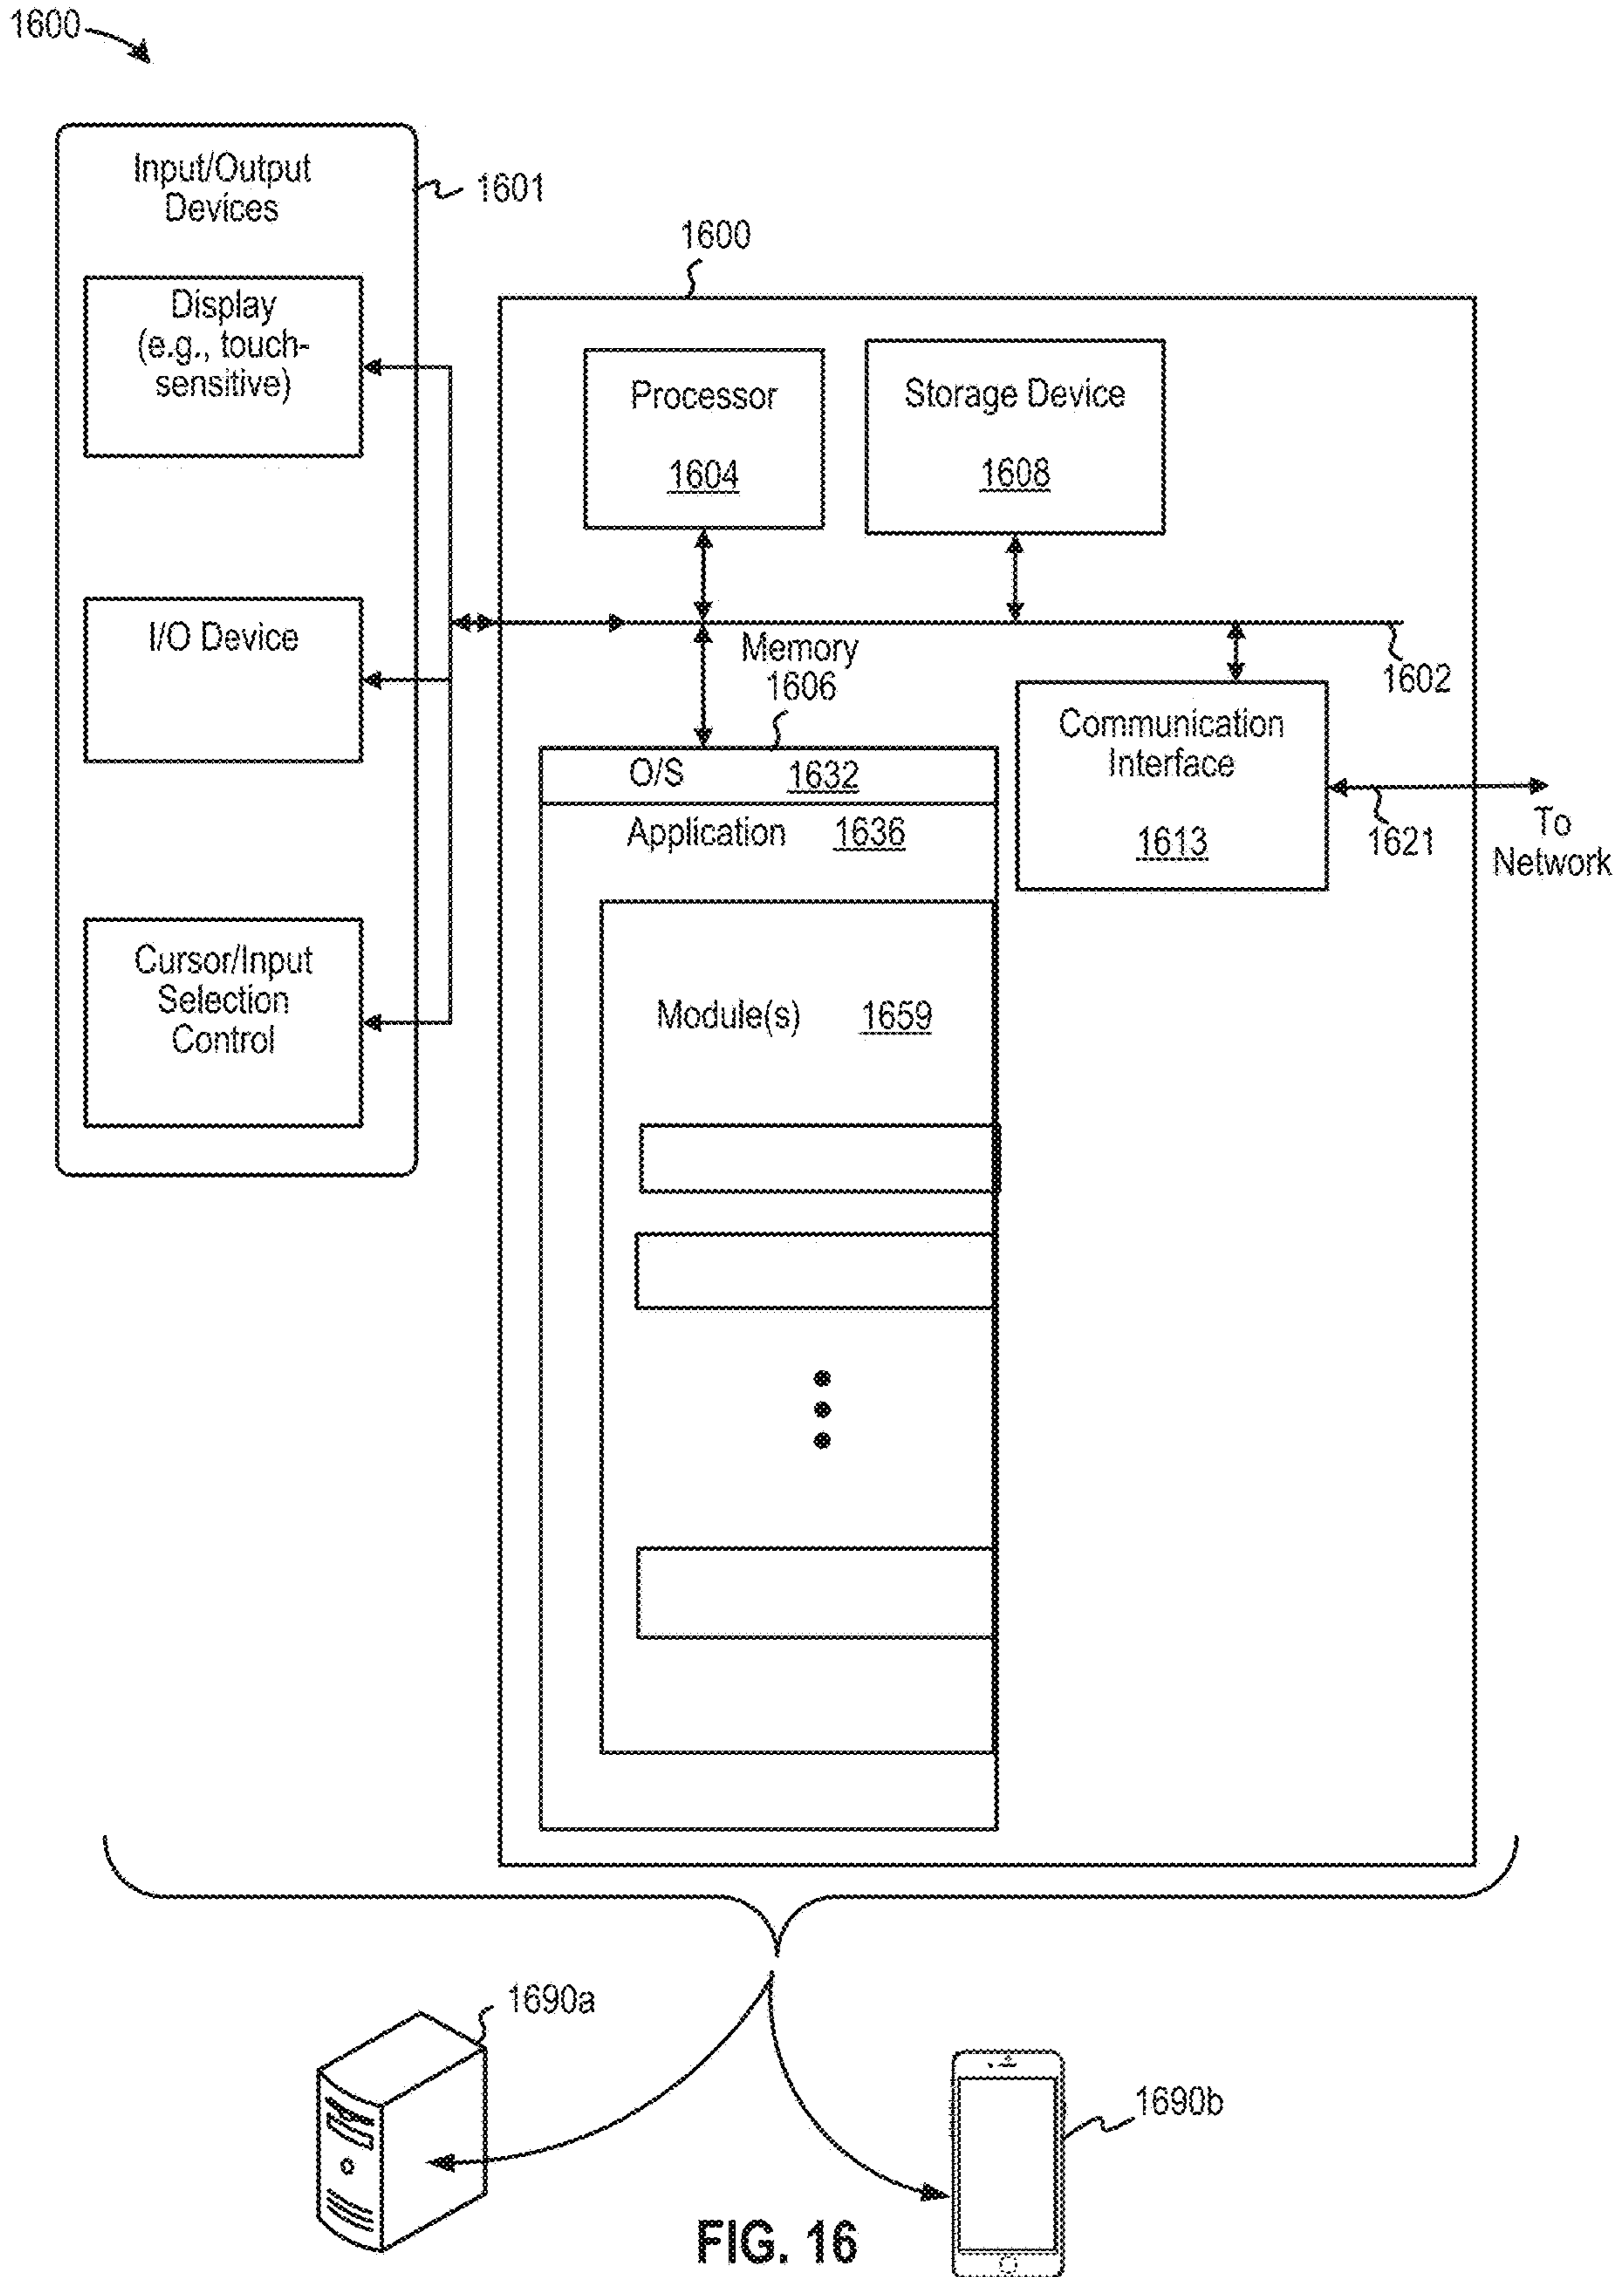 1600
Input/Output
Devices
1601
Display
(e.g., touch-
sensitive)
I/O Device
Cursor/Input
Selection
Control
1600
Processor
1604
Storage Device
1608
Memory
1606
1602
O/S 1632
Application 1636
Module(s) 1659
Communication
Interface
1613
1621
To
Network
1690a
1690b
FIG. 16